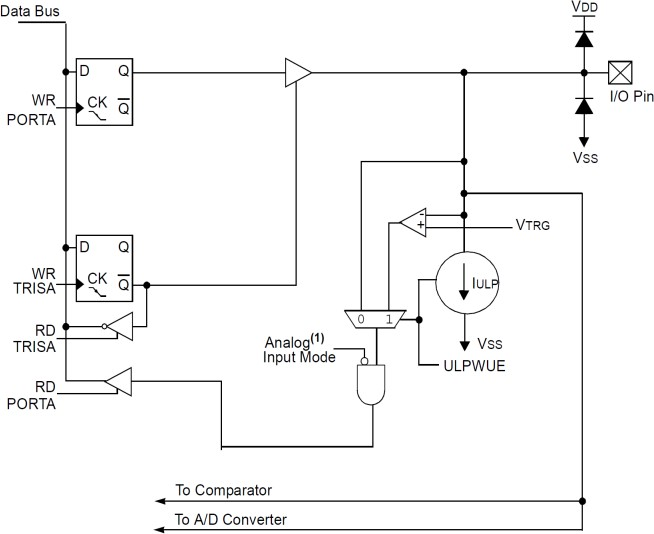 Data Bus
VDD
D Q
WR
PORTA
CK
Q
I/O Pin
VSS
VTRG
-
+
D Q
WR
TRISA
CK
Q
IULP
RD
TRISA
0 1
VSS
Analog(1)
Input Mode
ULPWUE
RD
PORTA
To Comparator
To A/D Converter